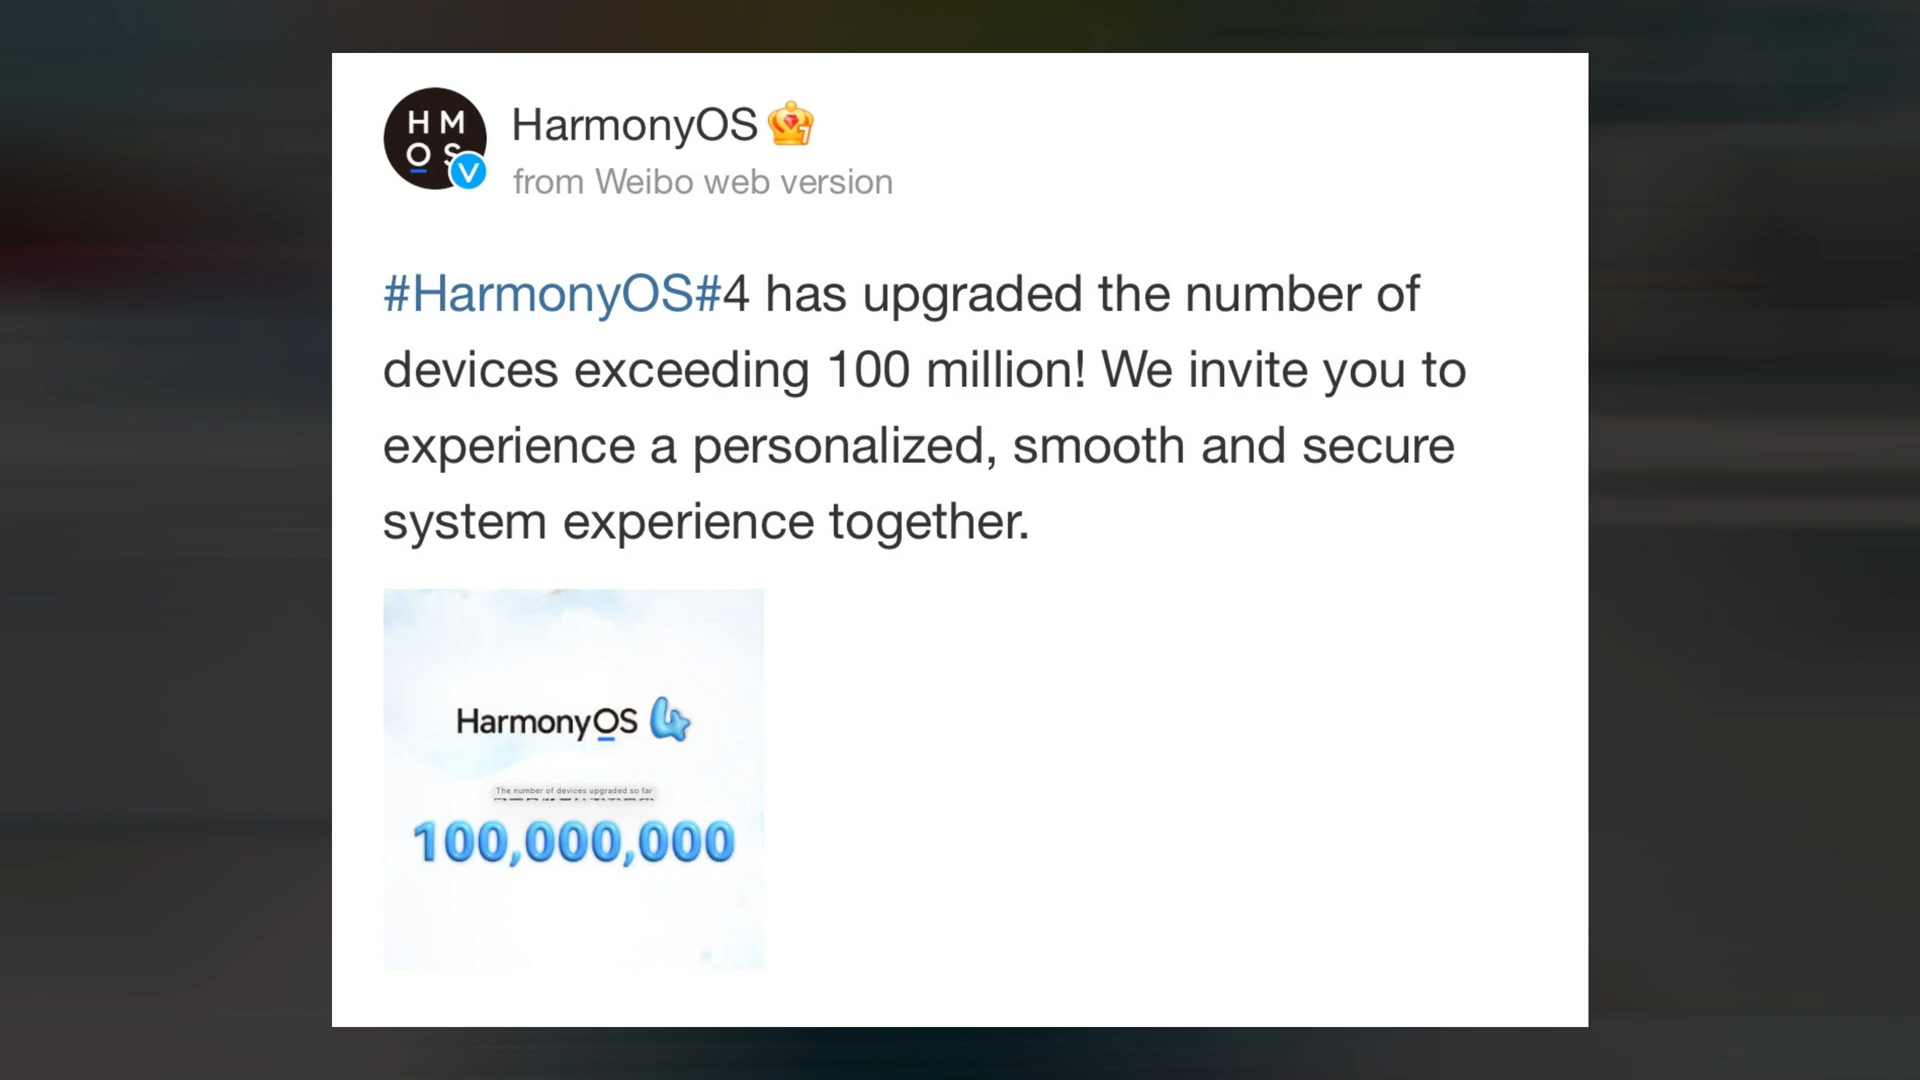 HM
OS
HarmonyOS
from Weibo web version
#HarmonyOS#4 has upgraded the number of
devices exceeding 100 million! We invite you to
experience a personalized, smooth and secure
system experience together.
HarmonyOS 4
The number of devices upgraded so far
100,000,000